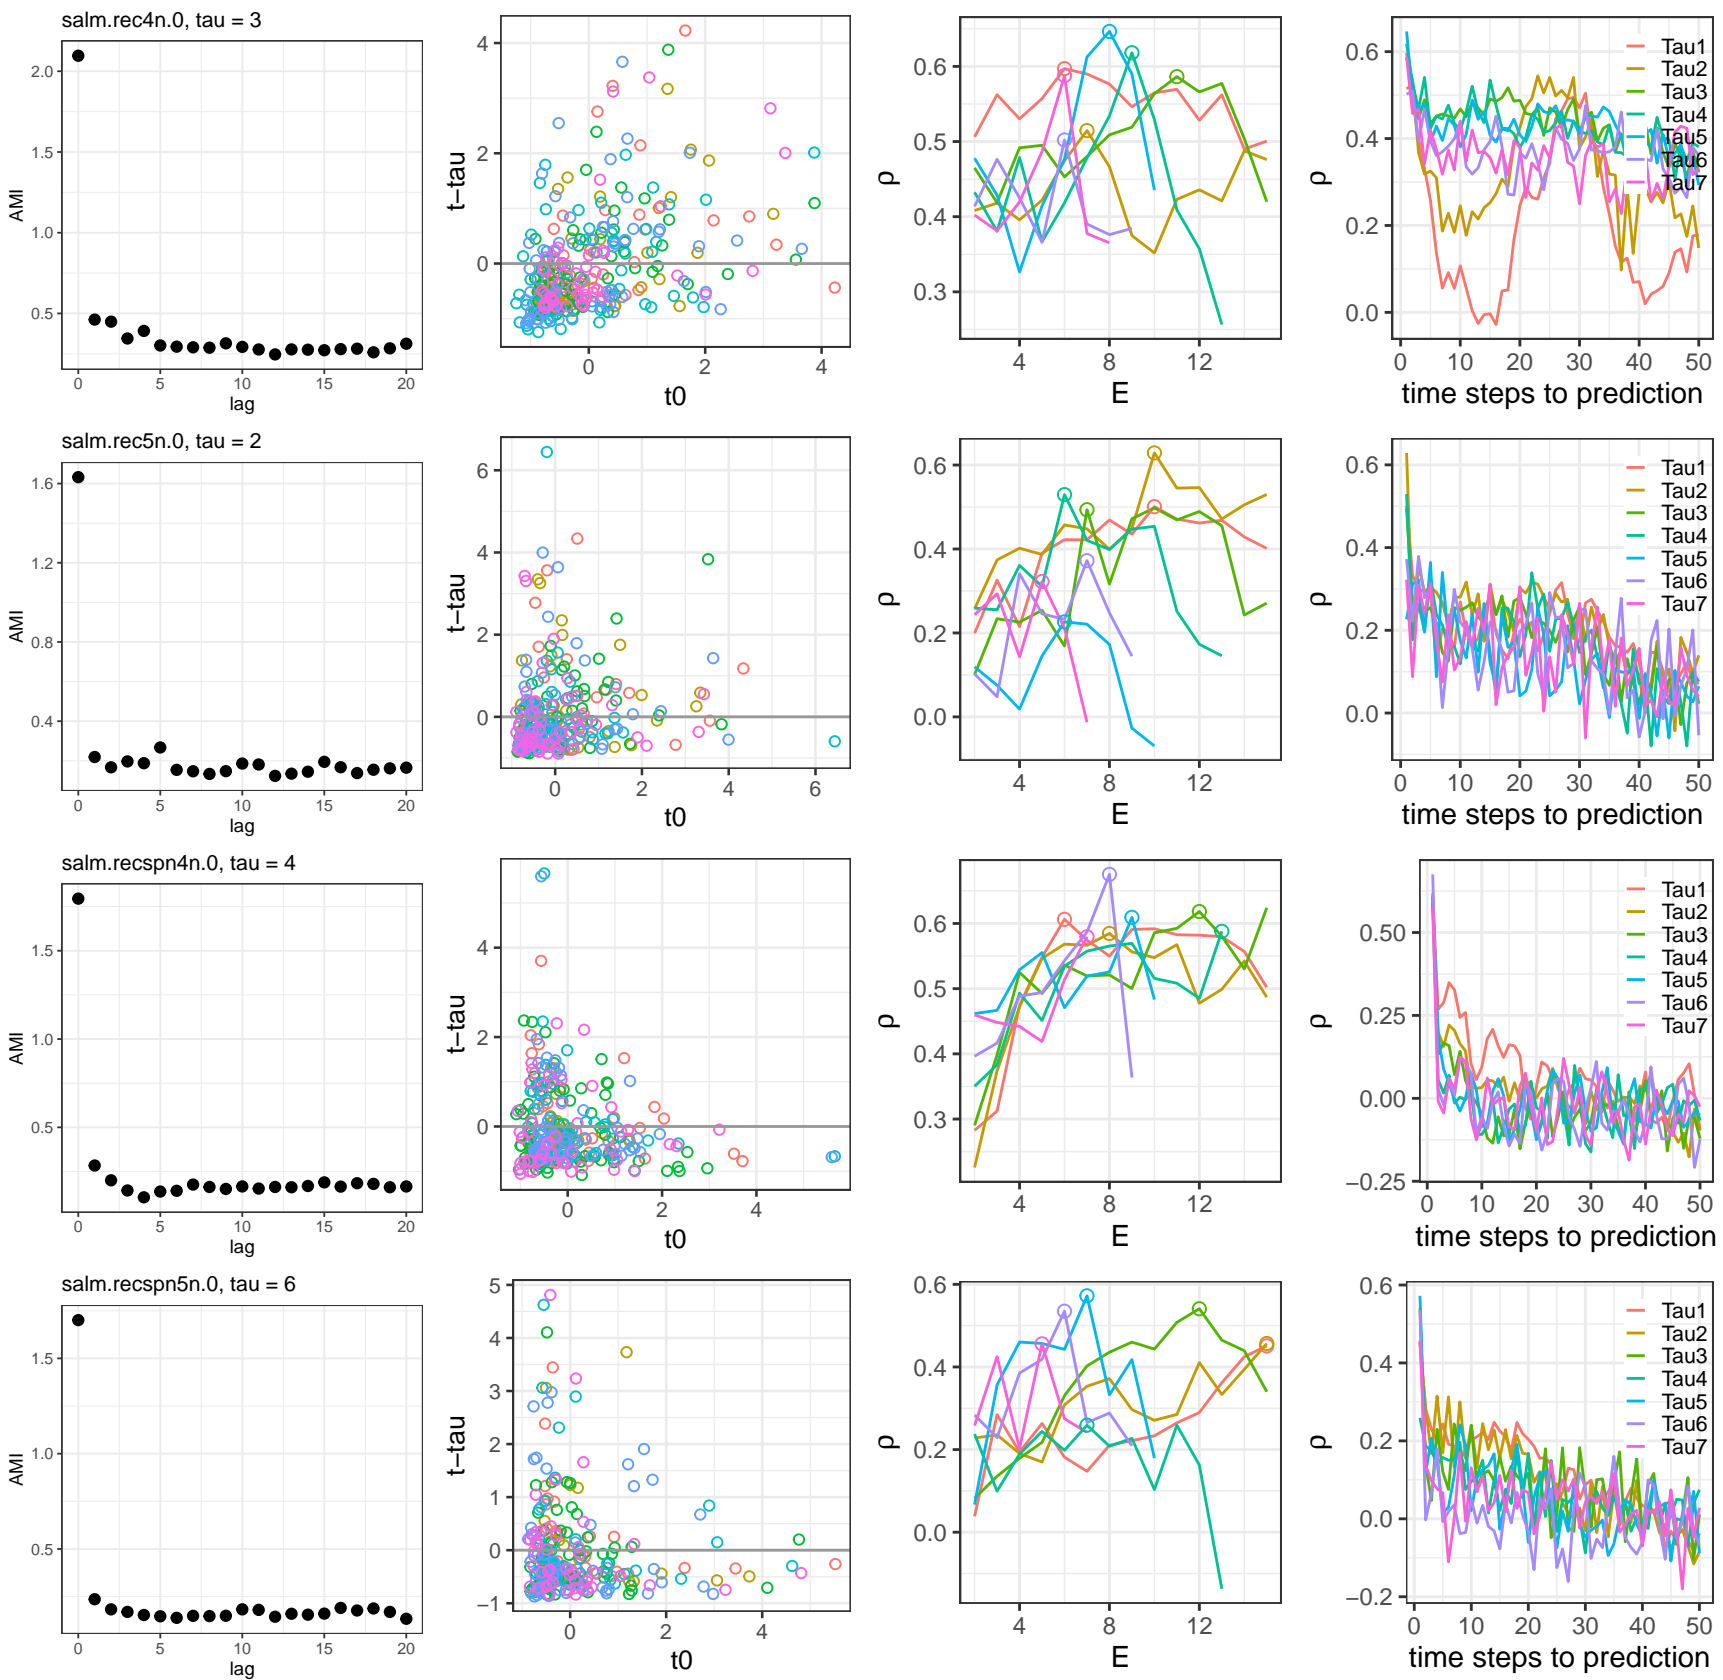 salm.rec4n.0, tau = 3
AMI
2.0
1.5
1.0
0.5
0 5 10 15 20
lag
t−tau
4
2
0
0 2 4
t0
ρ
0.6
0.5
0.4
0.3
4 8 12
E
ρ
0.6
0.4
0.2
0.0
Tau1
Tau2
Tau3
Tau4
Tau5
Tau6
Tau7
0 10 20 30 40 50
time steps to prediction
salm.rec5n.0, tau = 2
AMI
1.6
1.2
0.8
0.4
0 5 10 15 20
lag
t−tau
6
4
2
0
0 2 4 6
t0
ρ
0.6
0.4
0.2
0.0
4 8 12
E
ρ
0.6
0.4
0.2
0.0
Tau1
Tau2
Tau3
Tau4
Tau5
Tau6
Tau7
0 10 20 30 40 50
time steps to prediction
salm.recspn4n.0, tau = 4
AMI
1.5
1.0
0.5
0 5 10 15 20
lag
t−tau
4
2
0
0 2 4
t0
ρ
0.6
0.5
0.4
0.3
4 8 12
E
ρ
0.50
0.25
0.00
−0.25
Tau1
Tau2
Tau3
Tau4
Tau5
Tau6
Tau7
0 10 20 30 40 50
time steps to prediction
salm.recspn5n.0, tau = 6
AMI
1.5
1.0
0.5
0 5 10 15 20
lag
t−tau
5
4
3
2
1
0
−1
0 2 4
t0
ρ
0.6
0.4
0.2
0.0
4 8 12
E
ρ
0.6
0.4
0.2
0.0
−0.2
Tau1
Tau2
Tau3
Tau4
Tau5
Tau6
Tau7
0 10 20 30 40 50
time steps to prediction